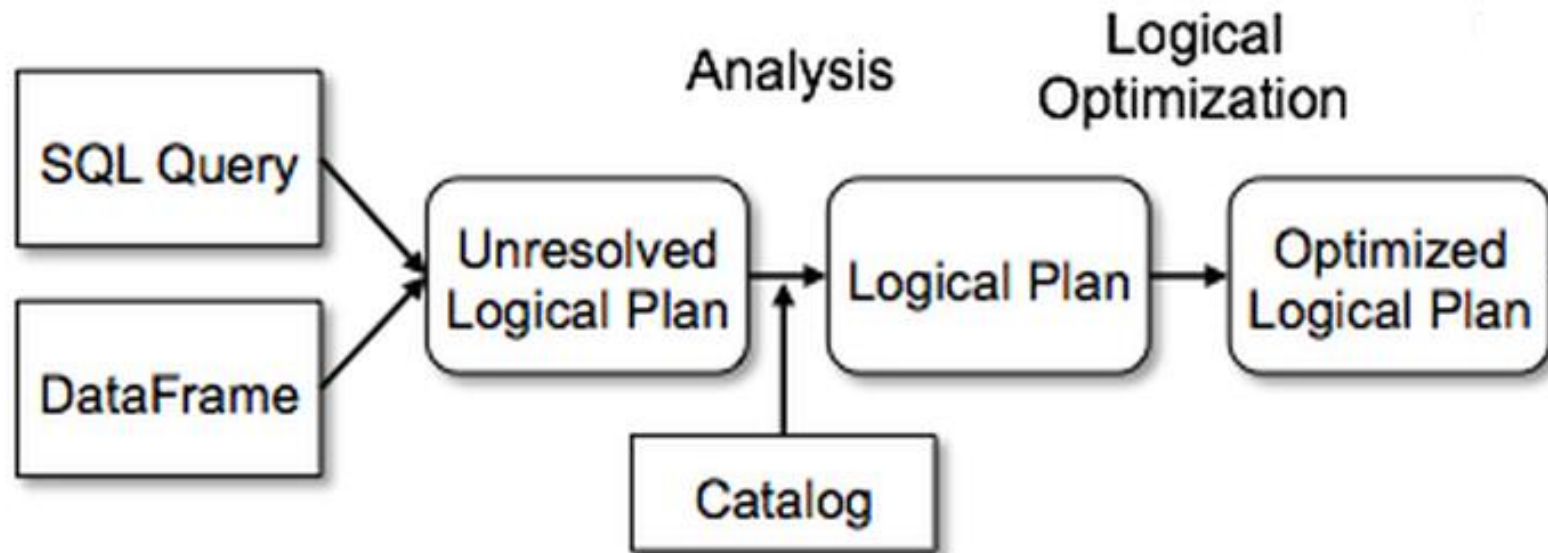 Analysis
Logical
Optimization
SQL Query
Unresolved
Logical Plan
Logical Plan
Optimized
Logical Plan
DataFrame
Catalog